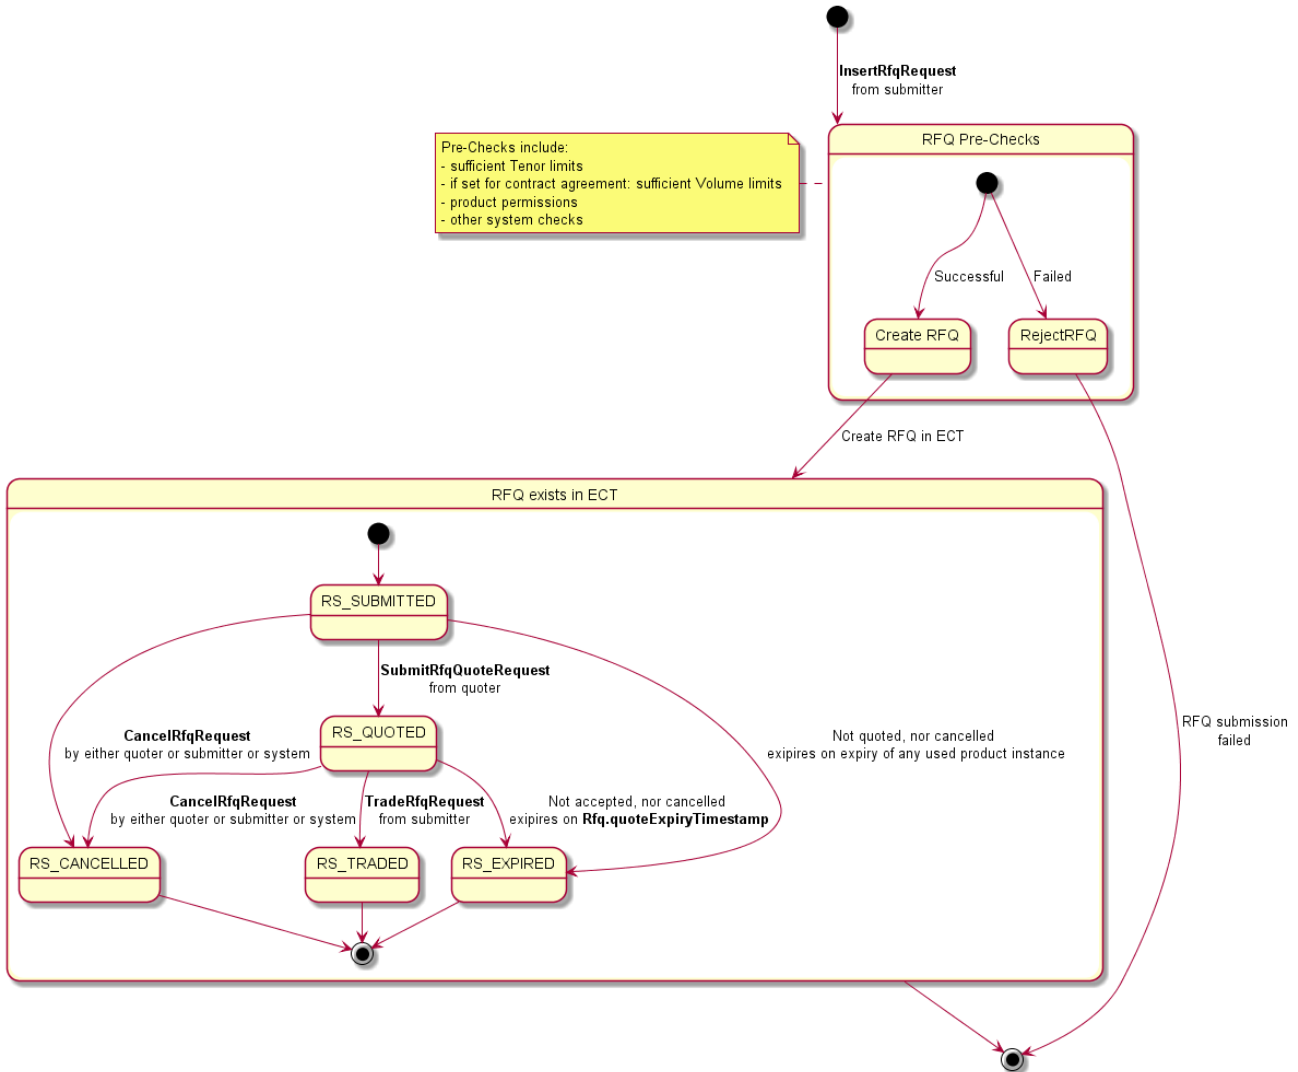 InsertRfqRequest
from submitter
RFQ Pre-Checks
Pre-Checks include:
- sufficient Tenor limits
- if set for contract agreement: sufficient Volume limits
- product permissions
- other system checks
Successful
Failed
Create RFQ
RejectRFQ
Create RFQ in ECT
RFQ exists in ECT
RS_SUBMITTED
SubmitRfqQuoteRequest
from quoter
RS_QUOTED
CancelRfqRequest
by either quoter or submitter or system
Not quoted, nor cancelled
exipires on expiry of any used product instance
RFQ submission
failed
CancelRfqRequest
by either quoter or submitter or system
TradeRfqRequest
from submitter
Not accepted, nor cancelled
exipires on Rfq.quoteExpiryTimestamp
RS_CANCELLED
RS_TRADED
RS_EXPIRED